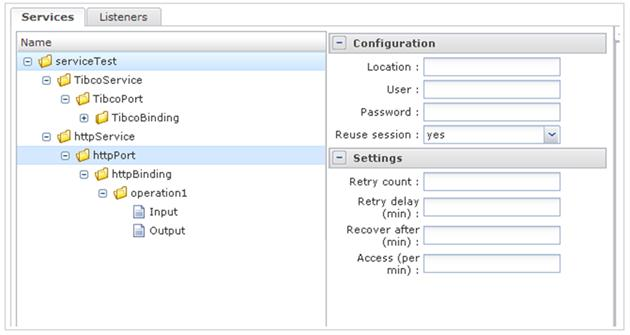 Services
Listeners
Name
serviceTest
TibcoService
TibcoPort
TibcoBinding
httpService
httpPort
httpBinding
operation1
Input
Output
Configuration
Location :
User :
Password :
Reuse session : yes
Settings
Retry count :
Retry delay
(min) :
Recover after
(min) :
Access (per
min) :